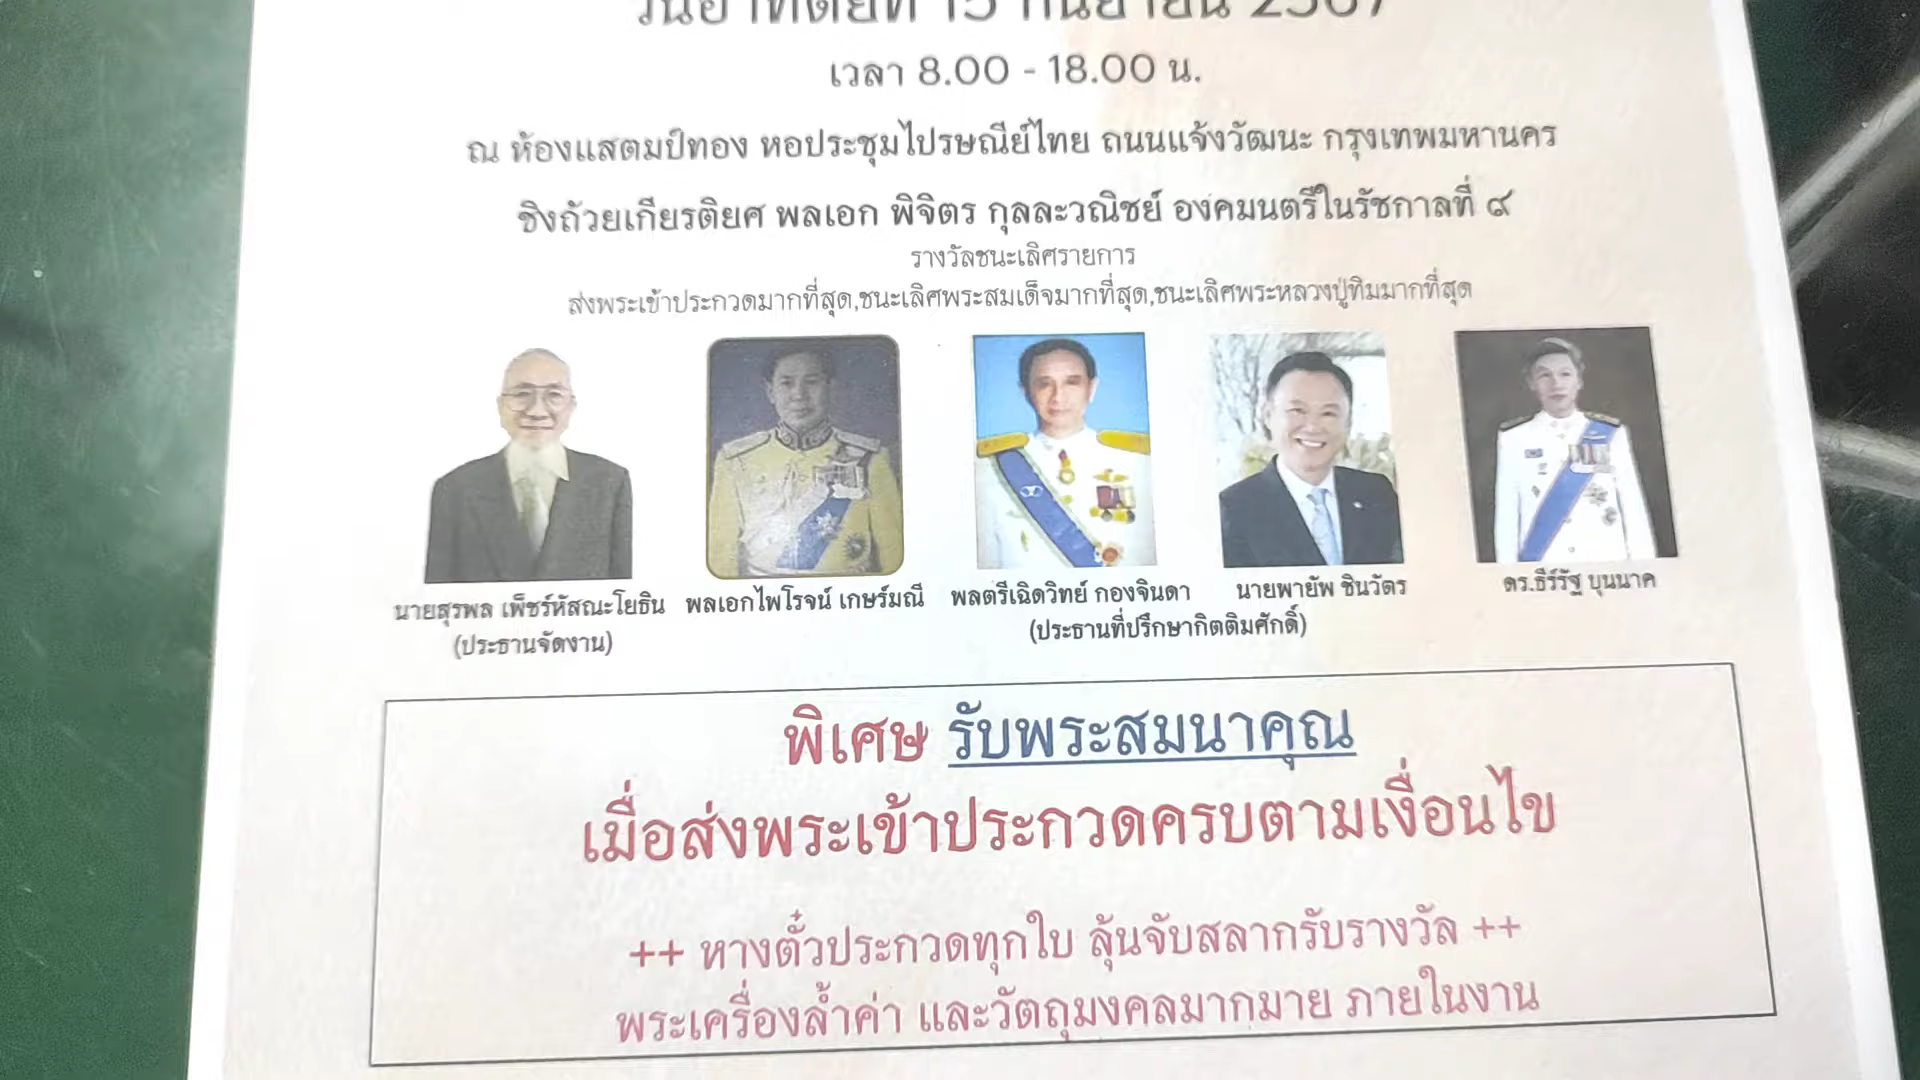 วันอาทิตย์ที่ 15 กันยายน 2567
เวลา 8.00 - 18.00 น.
ณ ห้องแสตมป์ทอง หอประชุมไปรษณีย์ไทย ถนนแจ้งวัฒนะ กรุงเทพมหานคร
ชิงถ้วยเกียรติยศ พลเอก พิจิตร กุลละวณิชย์ องคมนตรีในรัชกาลที่ ๙
รางวัลชนะเลิศรายการ
ส่งพระเข้าประกวดมากที่สุด,ชนะเลิศพระสมเด็จมากที่สุด,ชนะเลิศพระหลวงปู่ทิมมากที่สุด
นายสุรพล เพ็ชร์หัสณะโยธิน พลเอกไพโรจน์ เกษร์มณี พลตรีเฉิดวิทย์ กองจินดา นายพายัพ ชินวัตร ดร.ธีร์รัฐ บุนนาค
(ประธานจัดงาน) (ประธานที่ปรึกษากิตติมศักดิ์)
พิเศษ รับพระสมนาคุณ
เมื่อส่งพระเข้าประกวดครบตามเงื่อนไข
++ หางตั๋วประกวดทุกใบ ลุ้นจับสลากรับรางวัล ++
พระเครื่องล้ำค่า และวัตถุมงคลมากมาย ภายในงาน